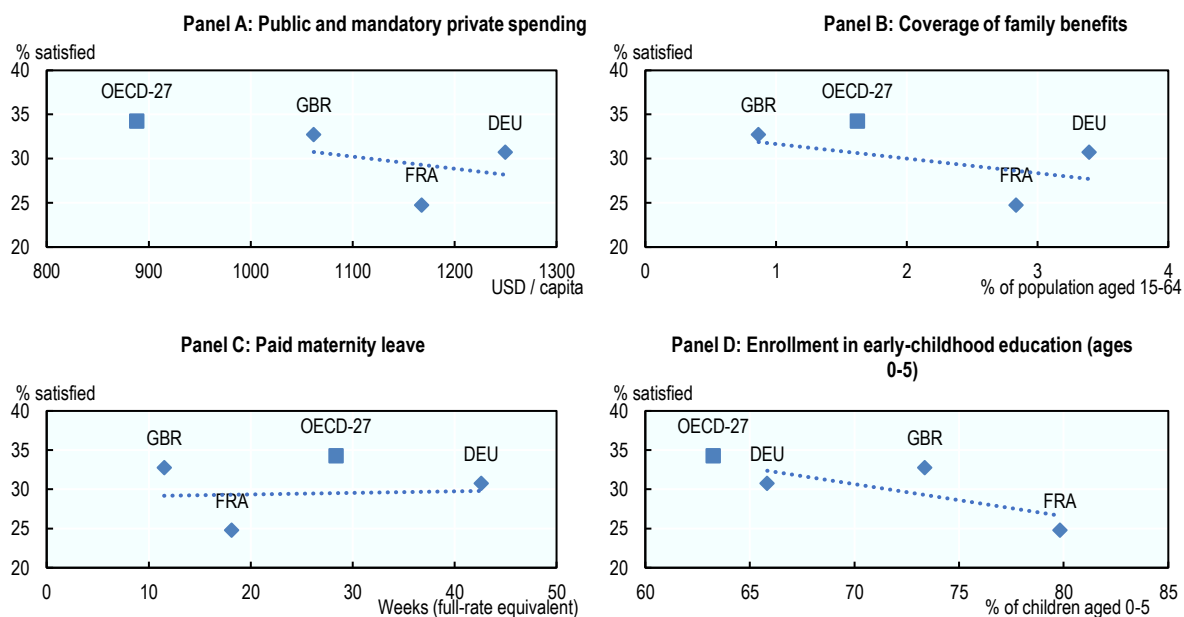 Panel A: Public and mandatory private spending
% satisfied
40
35
30
25
20
OECD-27
GBR
DEU
FRA
800
900
1000
1100
1200
1300
USD / capita
Panel B: Coverage of family benefits
% satisfied
40
35
30
25
20
GBR
OECD-27
DEU
FRA
0
1
2
3
4
% of population aged 15-64
Panel C: Paid maternity leave
% satisfied
40
35
30
25
20
GBR
OECD-27
DEU
FRA
0
10
20
30
40
50
Weeks (full-rate equivalent)
Panel D: Enrollment in early-childhood education (ages
0-5)
% satisfied
40
35
30
25
20
OECD-27
DEU
GBR
FRA
60
65
70
75
80
85
% of children aged 0-5